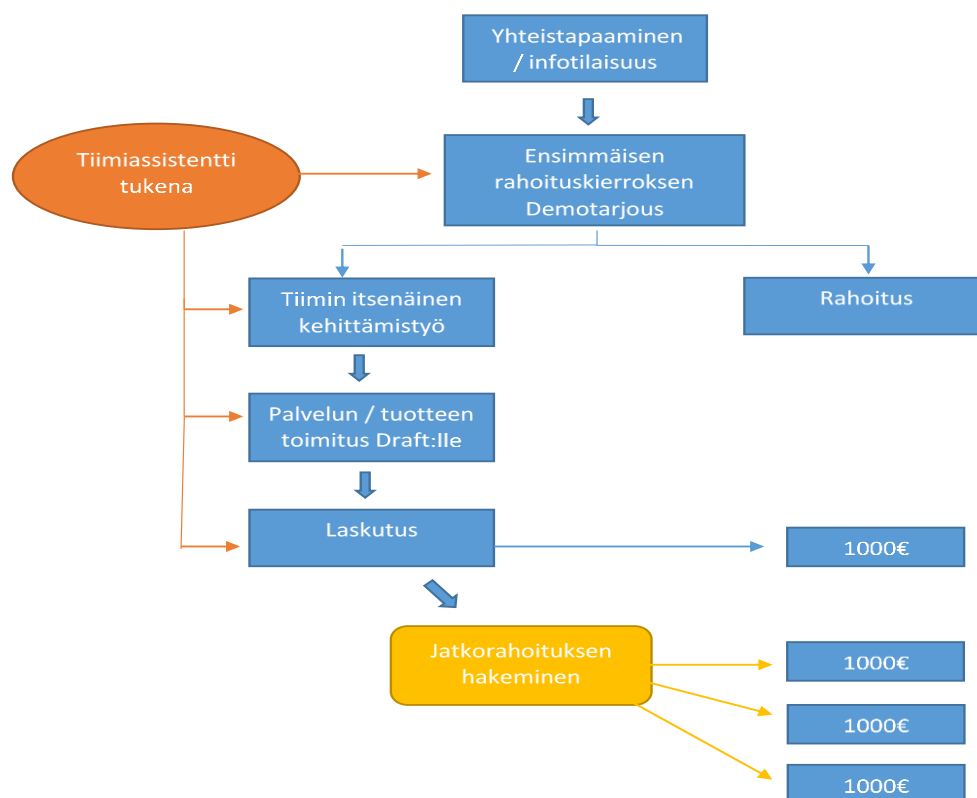 Yhteistapaaminen
/ infotilaisuus
Tiimiassistentti
tukena
Ensimmäisen
rahoituskierroksen
Demotarjous
Tiimin itsenäinen
kehittämistyö
Rahoitus
Palvelun / tuotteen
toimitus Draft:lle
Laskutus
1000€
Jatkorahoituksen
hakeminen
1000€
1000€
1000€